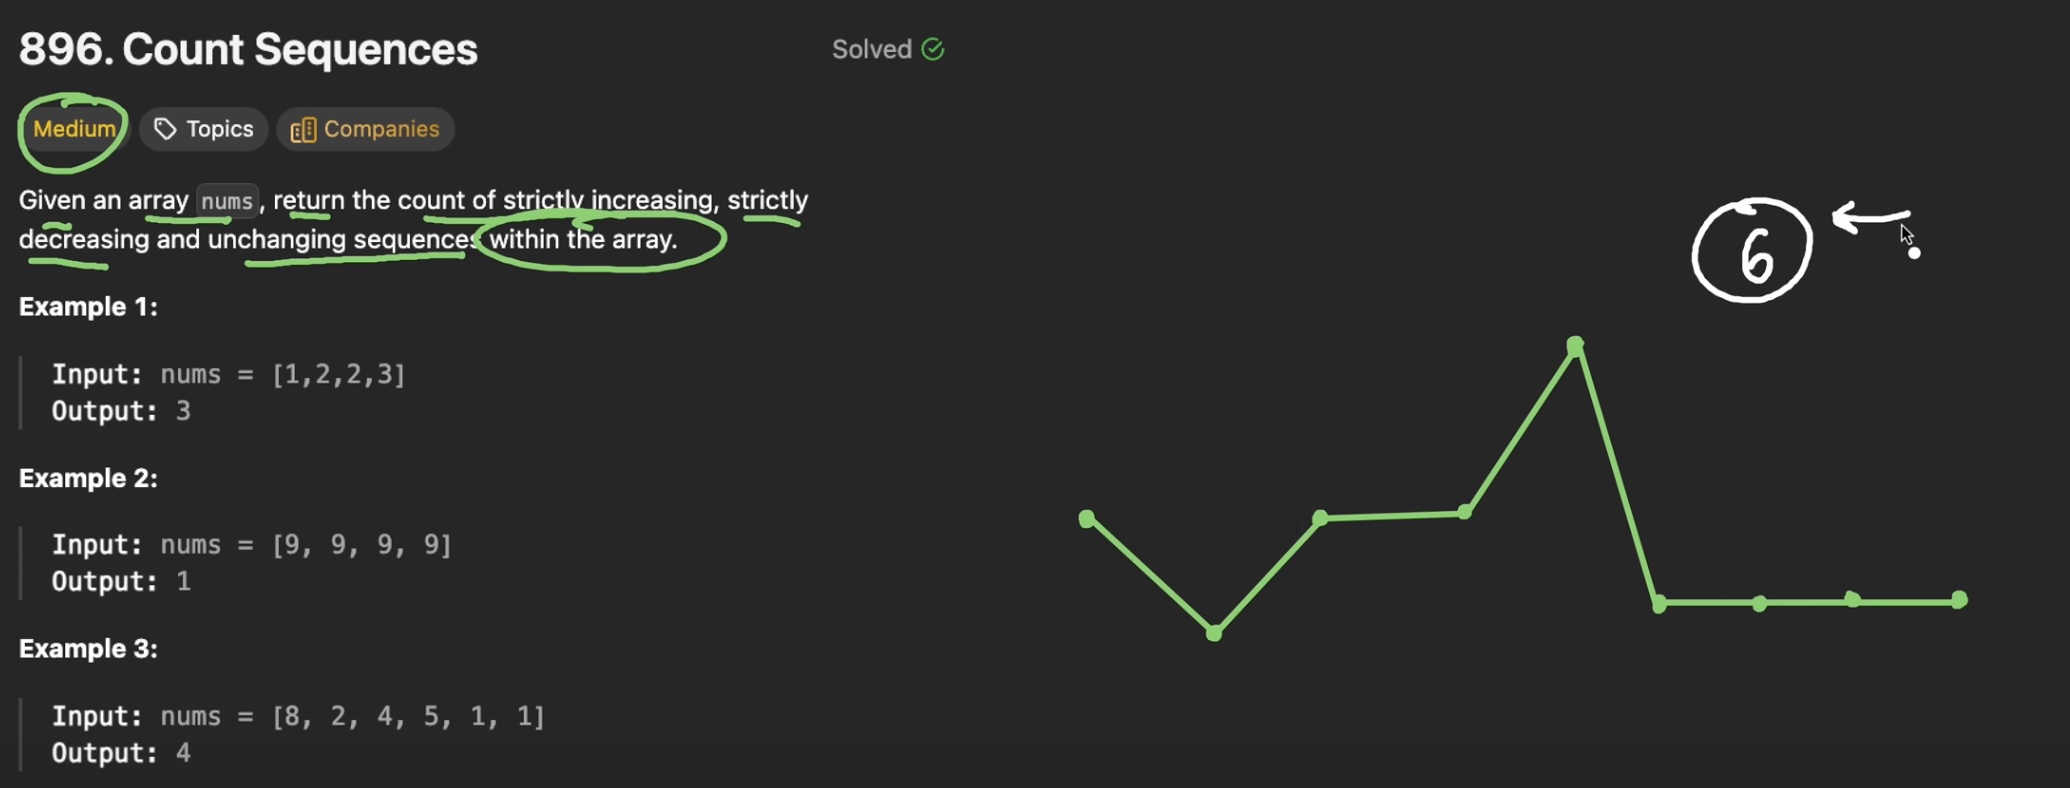 896. Count Sequences
Solved
Medium
Topics
Companies
Given an array nums, return the count of strictly increasing, strictly
decreasing and unchanging sequences within the array.
Example 1:
Input: nums = [1,2,2,3]
Output: 3
Example 2:
Input: nums = [9, 9, 9, 9]
Output: 1
Example 3:
Input: nums = [8, 2, 4, 5, 1, 1]
Output: 4
6